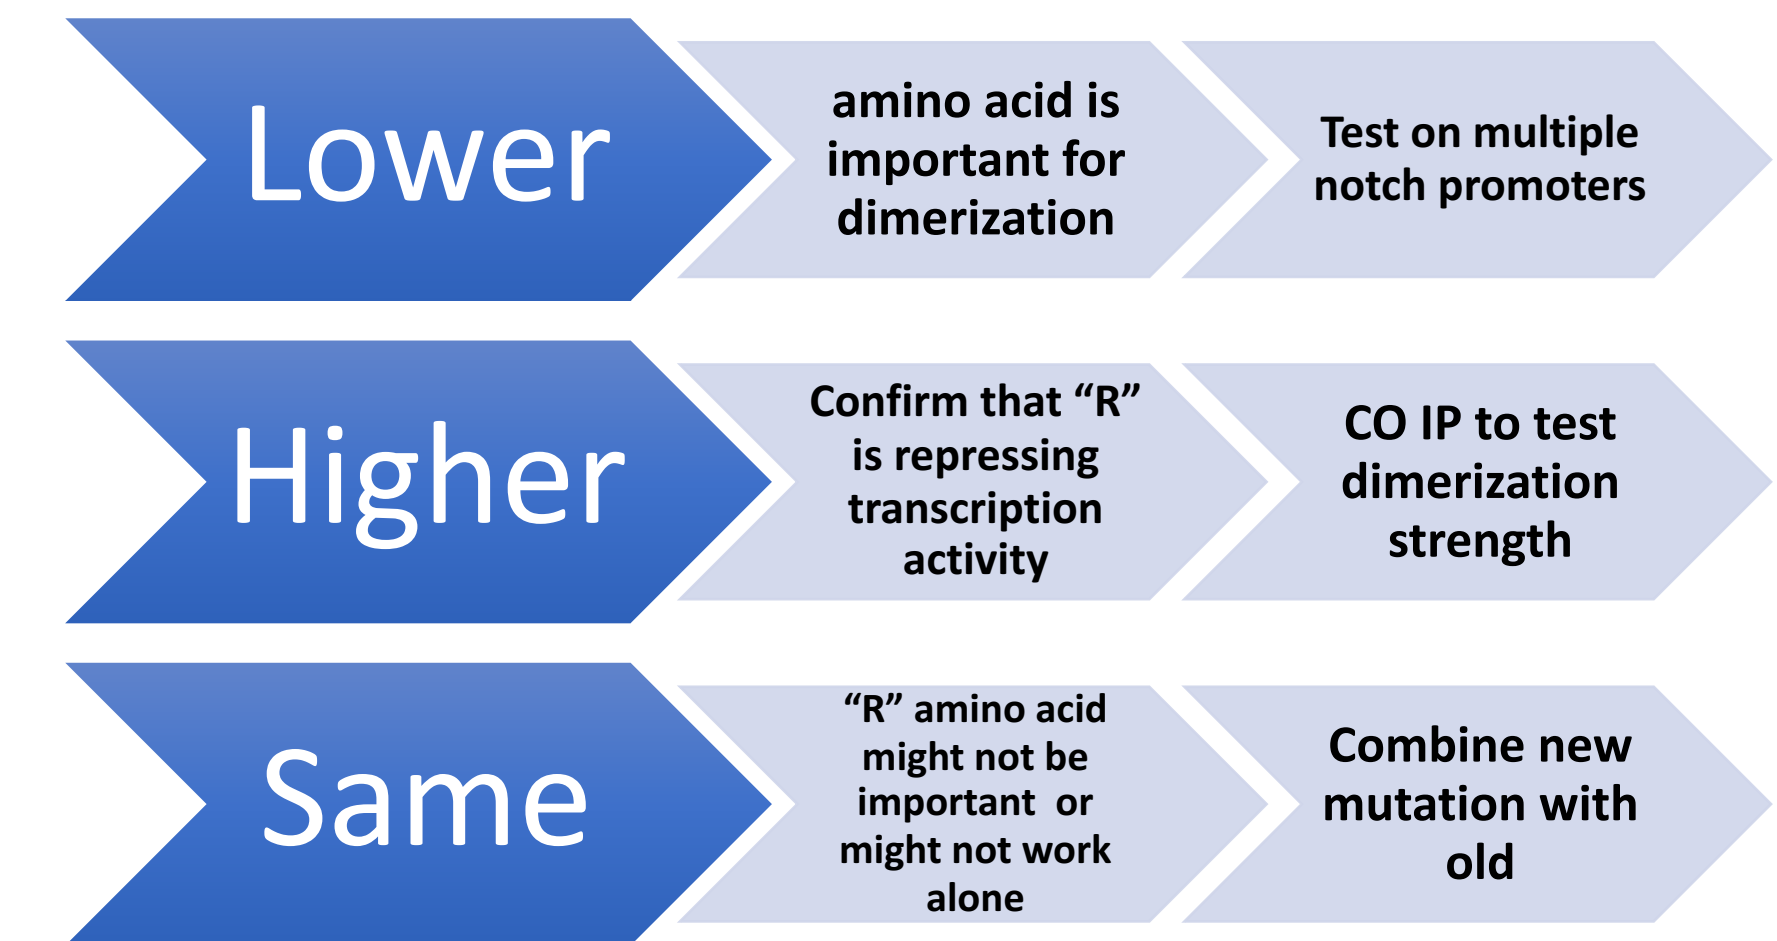 Lower
amino acid is
important for
dimerization
Test on multiple
notch promoters
Higher
Confirm that “R”
is repressing
transcription
activity
CO IP to test
dimerization
strength
Same
“R” amino acid
might not be
important  or
might not work
alone
Combine new
mutation with
old